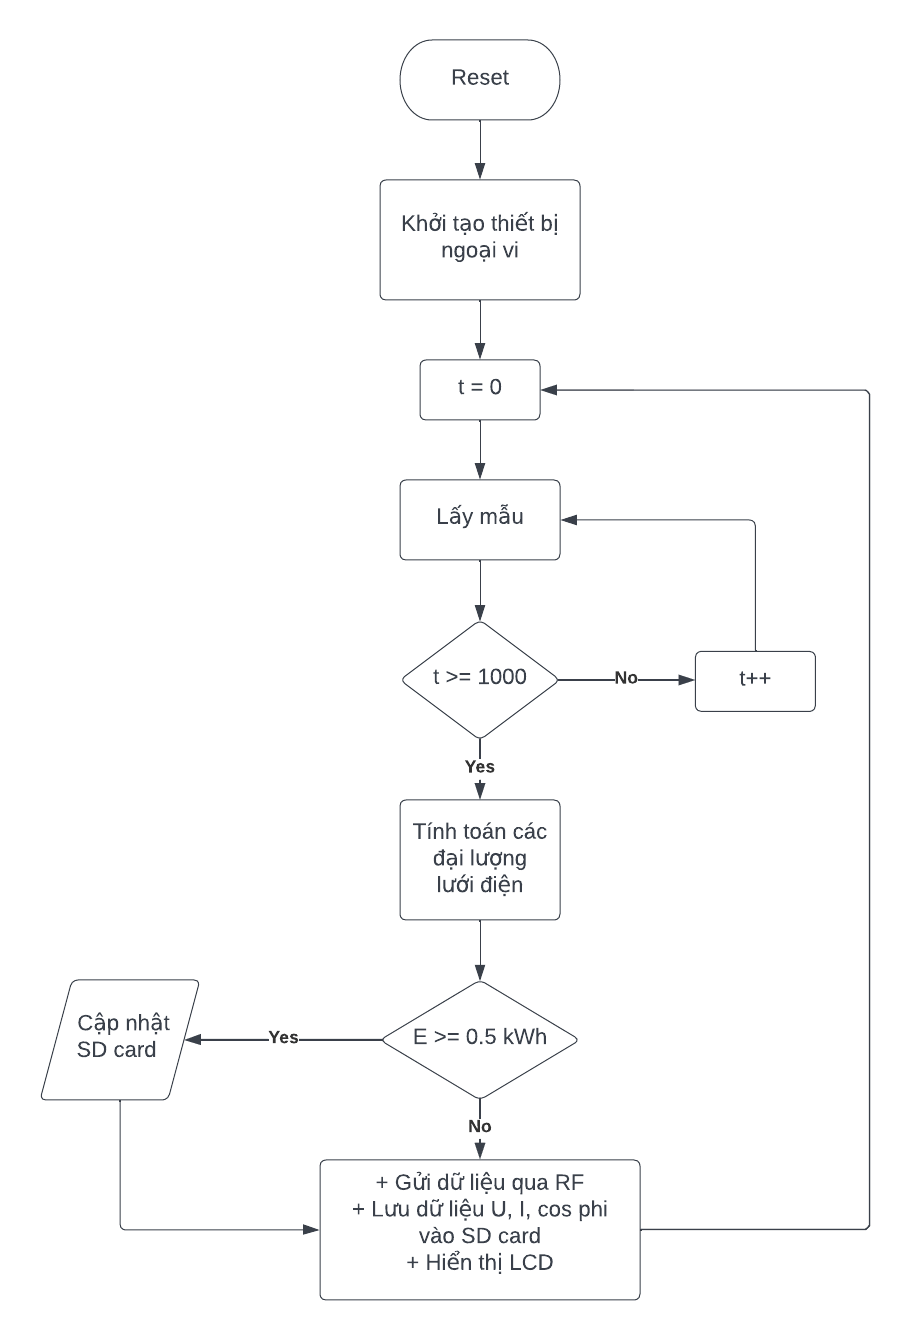 Reset
Khởi tạo thiết bị
ngoại vi
t = 0
Lấy mẫu
t >= 1000
No
t++
Yes
Tính toán các
đại lượng
lưới điện
Cập nhật
SD card
Yes
E >= 0.5 kWh
No
+ Gửi dữ liệu qua RF
+ Lưu dữ liệu U, I, cos phi
vào SD card
+ Hiển thị LCD